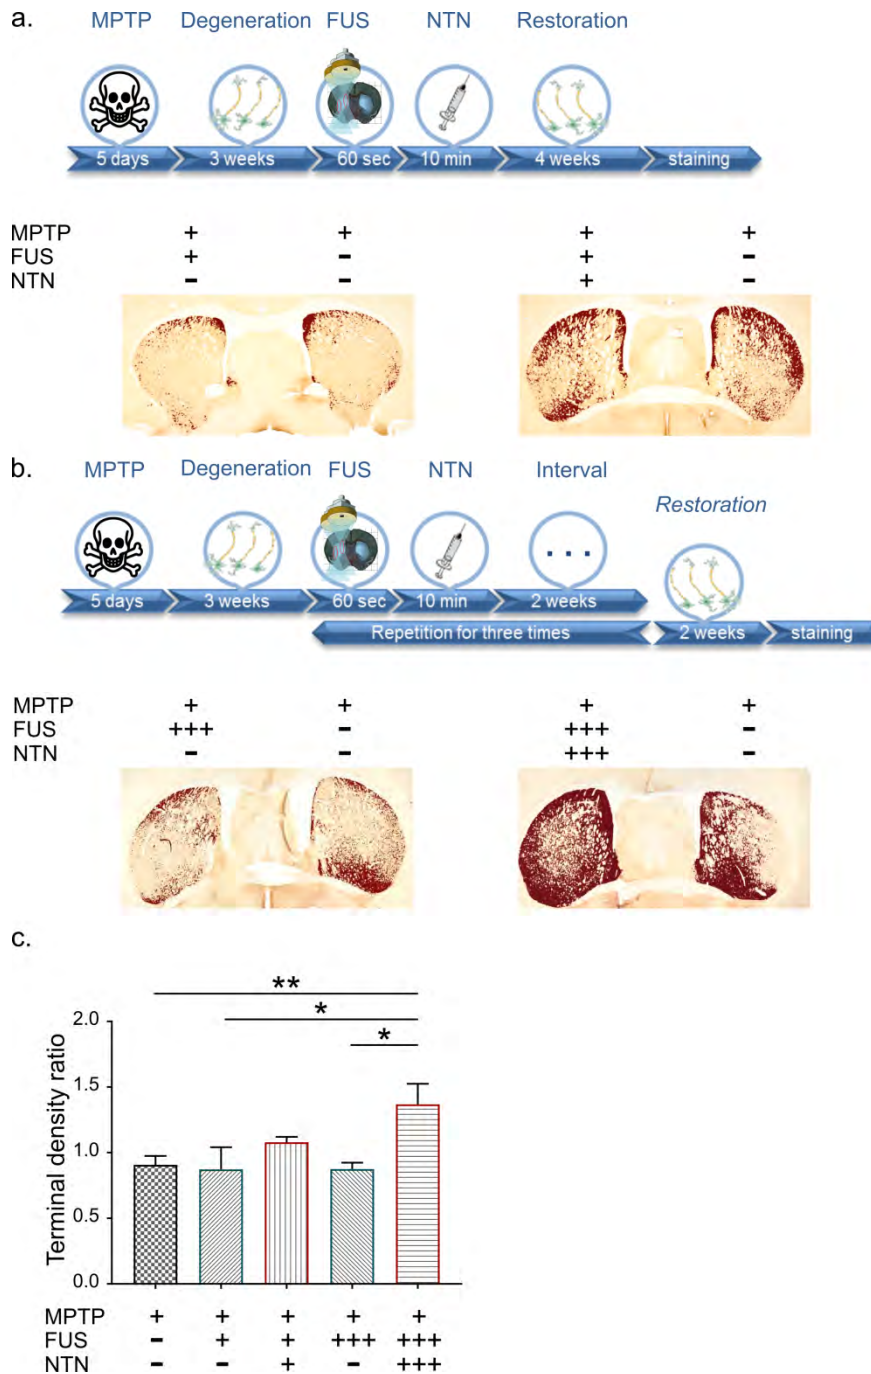 a.
MPTP Degeneration FUS NTN Restoration
5 days 3 weeks 60 sec 10 min 4 weeks staining
MPTP + + + +
FUS + - + -
NTN - - + -
b.
MPTP Degeneration FUS NTN Interval
Restoration
...
5 days 3 weeks 60 sec 10 min 2 weeks
Repetition for three times 2 weeks staining
MPTP + + + +
FUS +++ - +++ -
NTN - - +++ -
c.
**
*
*
Terminal density ratio
2.0
1.5
1.0
0.5
0.0
MPTP + + + + +
FUS - + + +++ +++
NTN - - + - +++